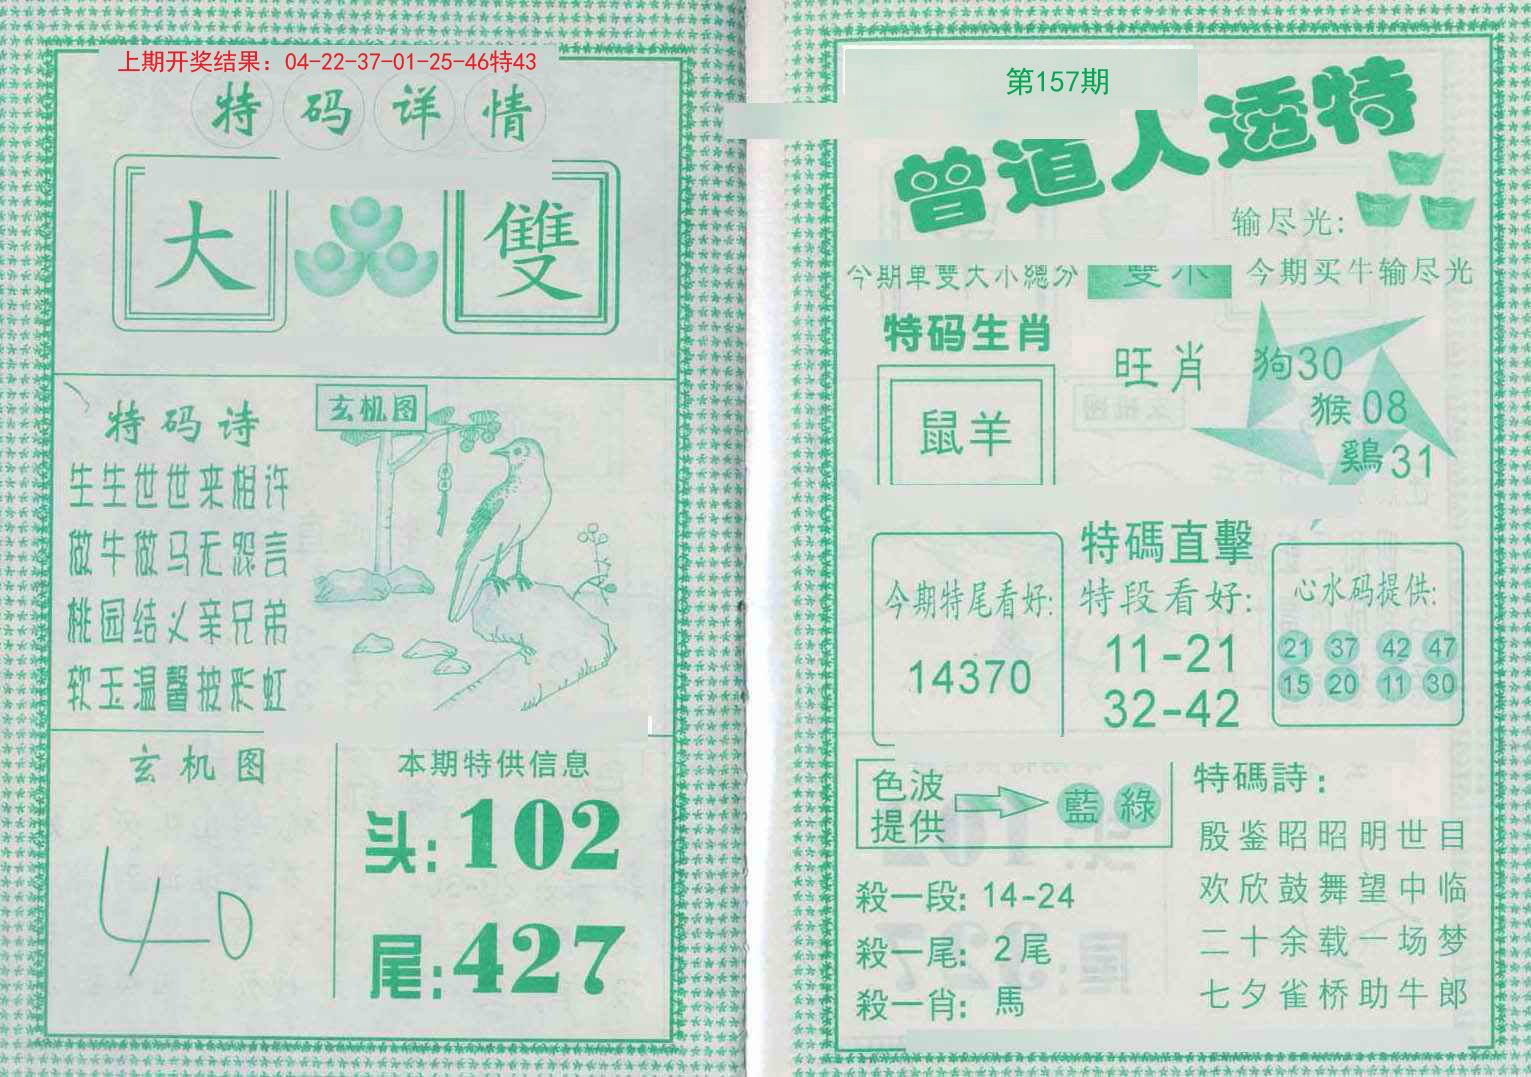 上期开奖结果：04-22-37-01-25-46特43
特码详情
大
雙
特码诗
生生世世来相许
做牛做马无怨言
桃园结义亲兄弟
软玉温馨披彩虹
玄机图
玄机图
40
本期特供信息
头:102
尾:427
第157期
曾道人透特
输尽光:
今期单雙大小總分
雙小
今期买牛输尽光
特码生肖
鼠羊
旺肖
狗30
猴08
鷄31
特碼直擊
今期特尾看好:
14370
特段看好:
11-21
32-42
心水码提供:
21 37 42 47
15 20 11 30
色波
提供
藍 綠
殺一段: 14-24
殺一尾: 2尾
殺一肖: 馬
特碼詩：
殷鉴昭昭明世目
欢欣鼓舞望中临
二十余载一场梦
七夕雀桥助牛郎